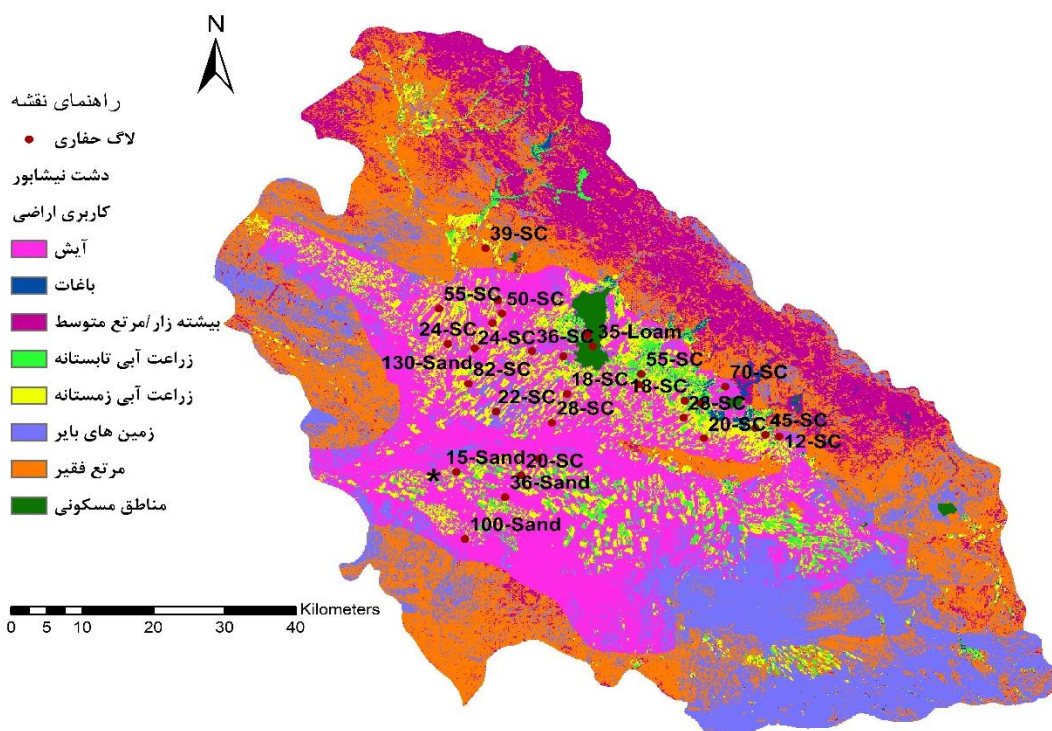 N
راهنمای نقشه
لاگ حفاری
دشت نیشابور
کاربری اراضی
آیش
باغات
بیشته زار/مرتع متوسط
زراعت آبی تابستانه
زراعت آبی زمستانه
زمین های بایر
مرتع فقیر
مناطق مسکونی
39-SC
55-SC
50-SC
24-SC
24-SC
36-SC
35-Loam
130-Sand
82-SC
55-SC
70-SC
18-SC
18-SC
22-SC
28-SC
28-SC
20-SC
45-SC
12-SC
15-Sand
20-SC
*
36-Sand
100-Sand
Kilometers
0 5 10 20 30 40